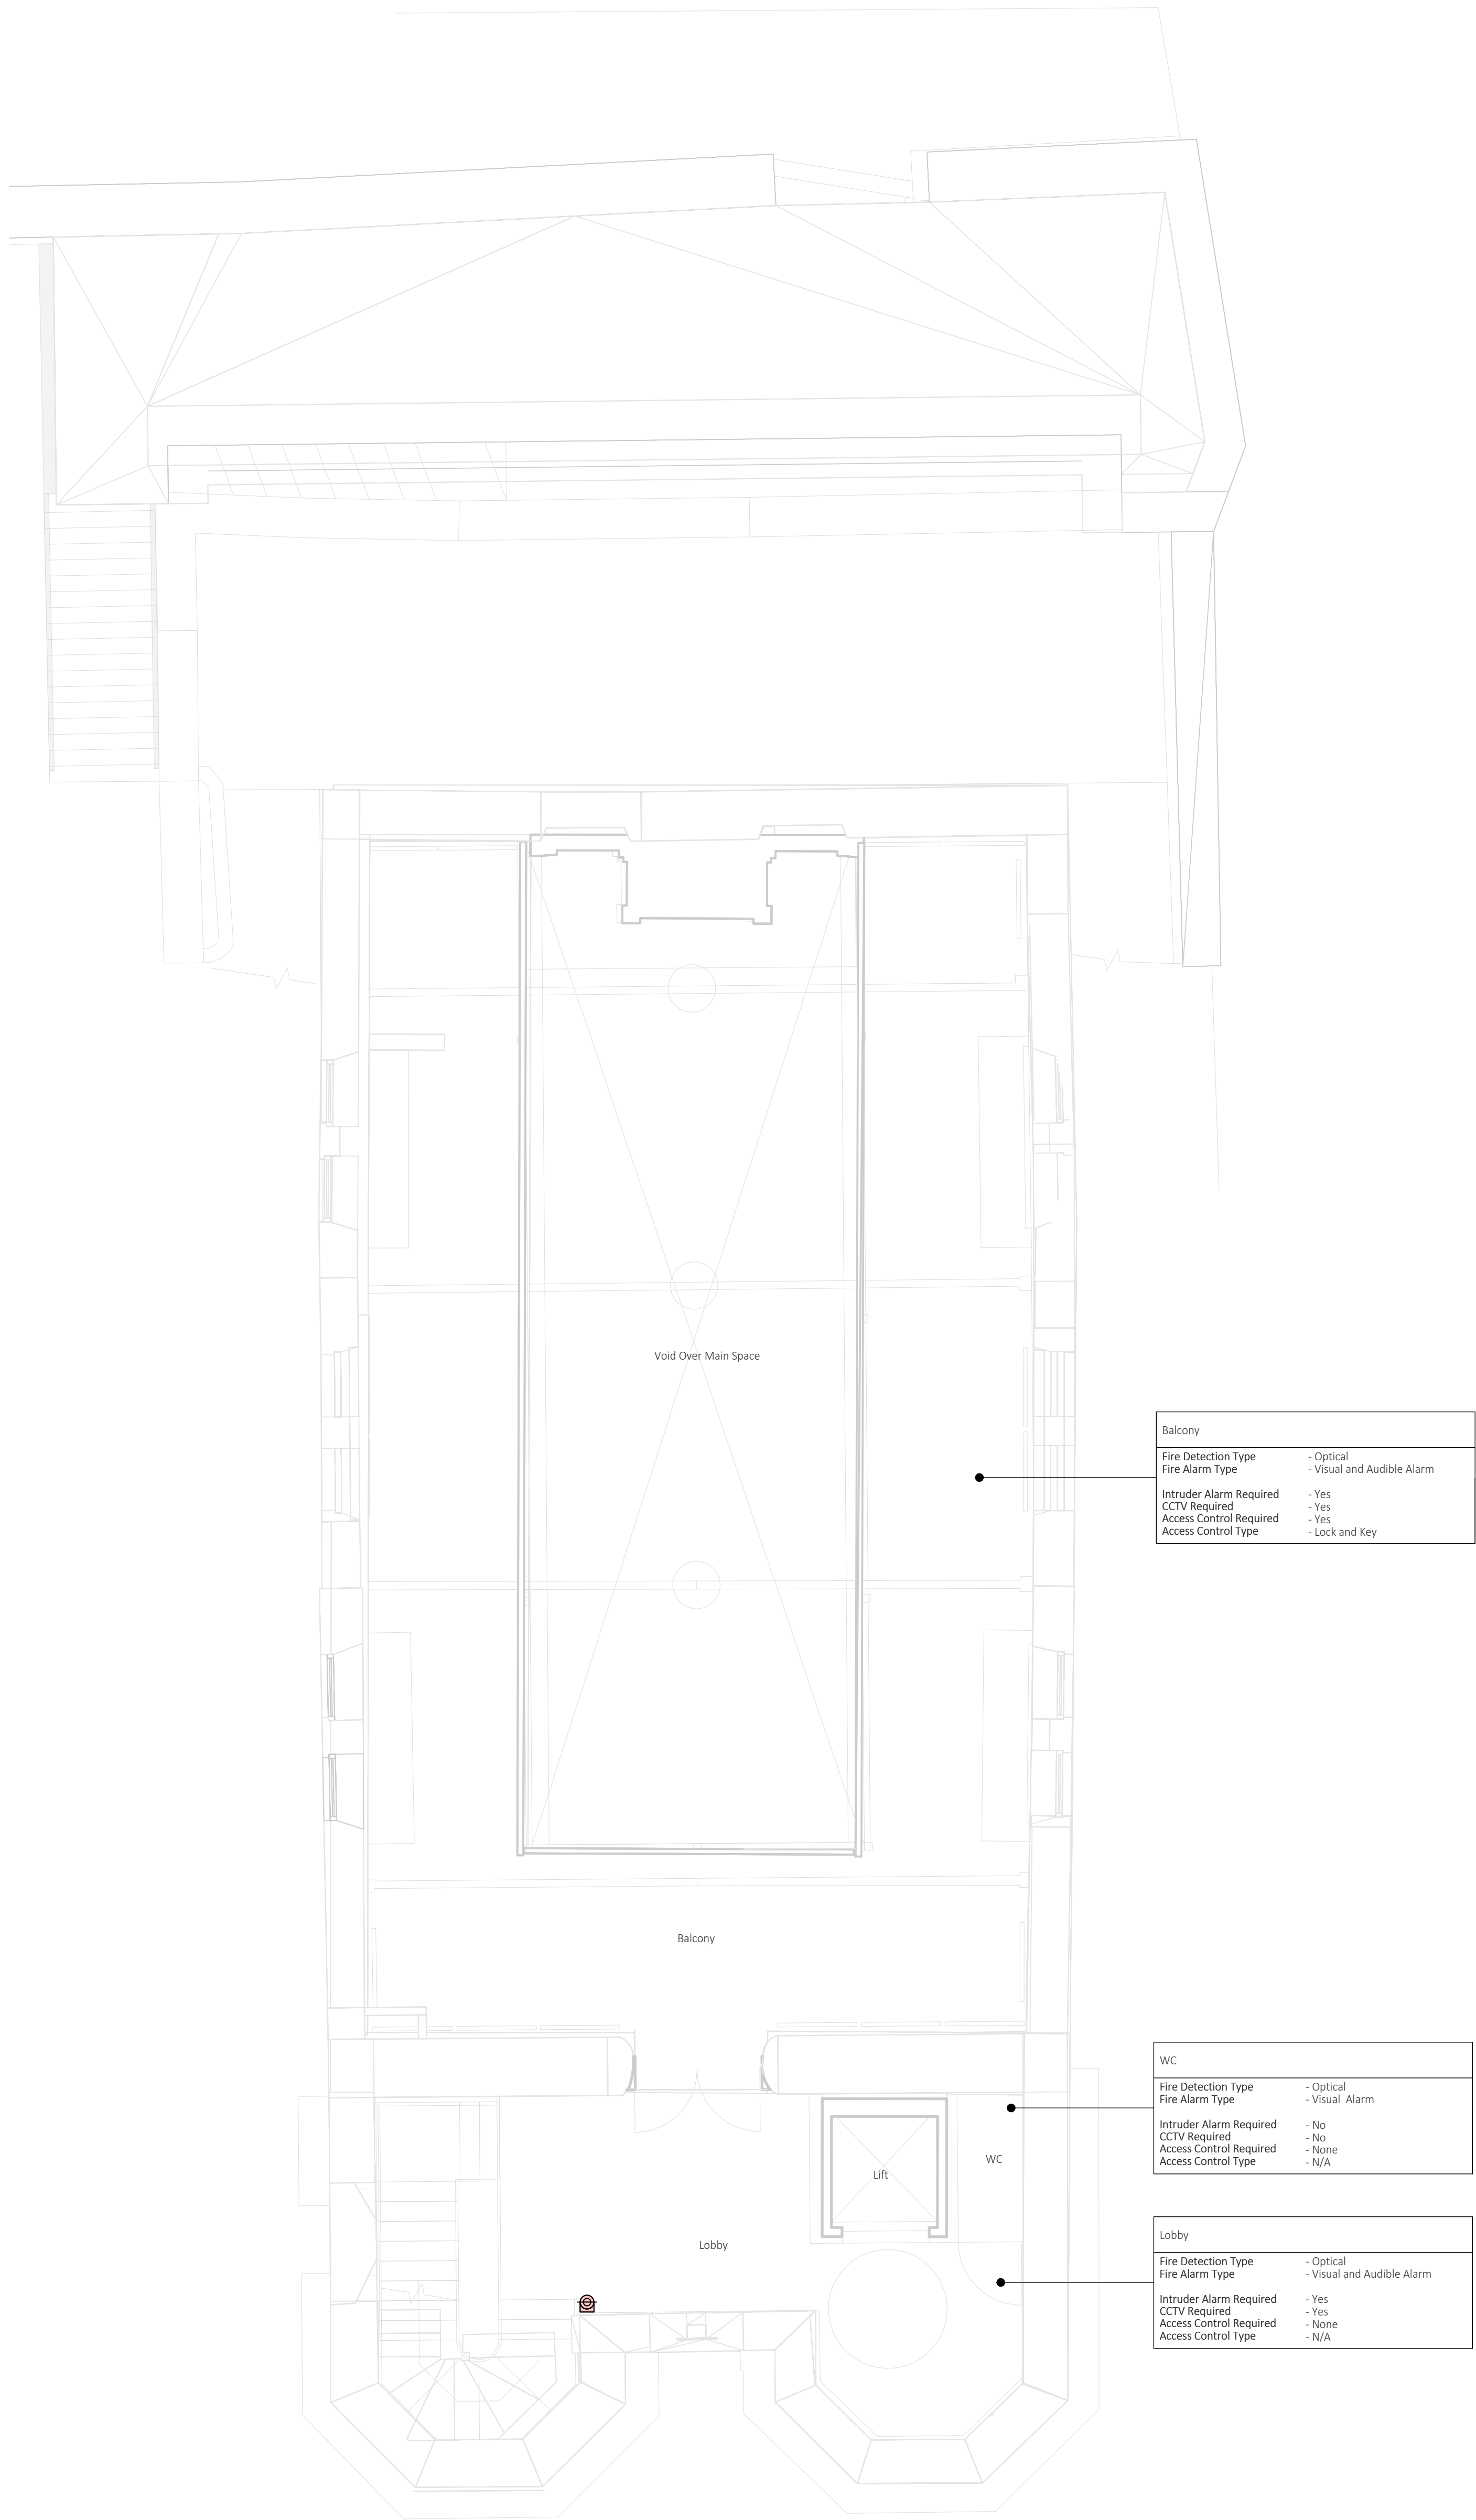 Void Over Main Space
Balcony
Fire Detection Type - Optical
Fire Alarm Type - Visual and Audible Alarm
Intruder Alarm Required - Yes
CCTV Required - Yes
Access Control Required - Yes
Access Control Type - Lock and Key
Balcony
WC
Fire Detection Type - Optical
Fire Alarm Type - Visual  Alarm
Intruder Alarm Required - No
CCTV Required - No
Access Control Required - None
Access Control Type - N/A
WC
Lift
Lobby
Lobby
Fire Detection Type - Optical
Fire Alarm Type - Visual and Audible Alarm
Intruder Alarm Required - Yes
CCTV Required - Yes
Access Control Required - None
Access Control Type - N/A